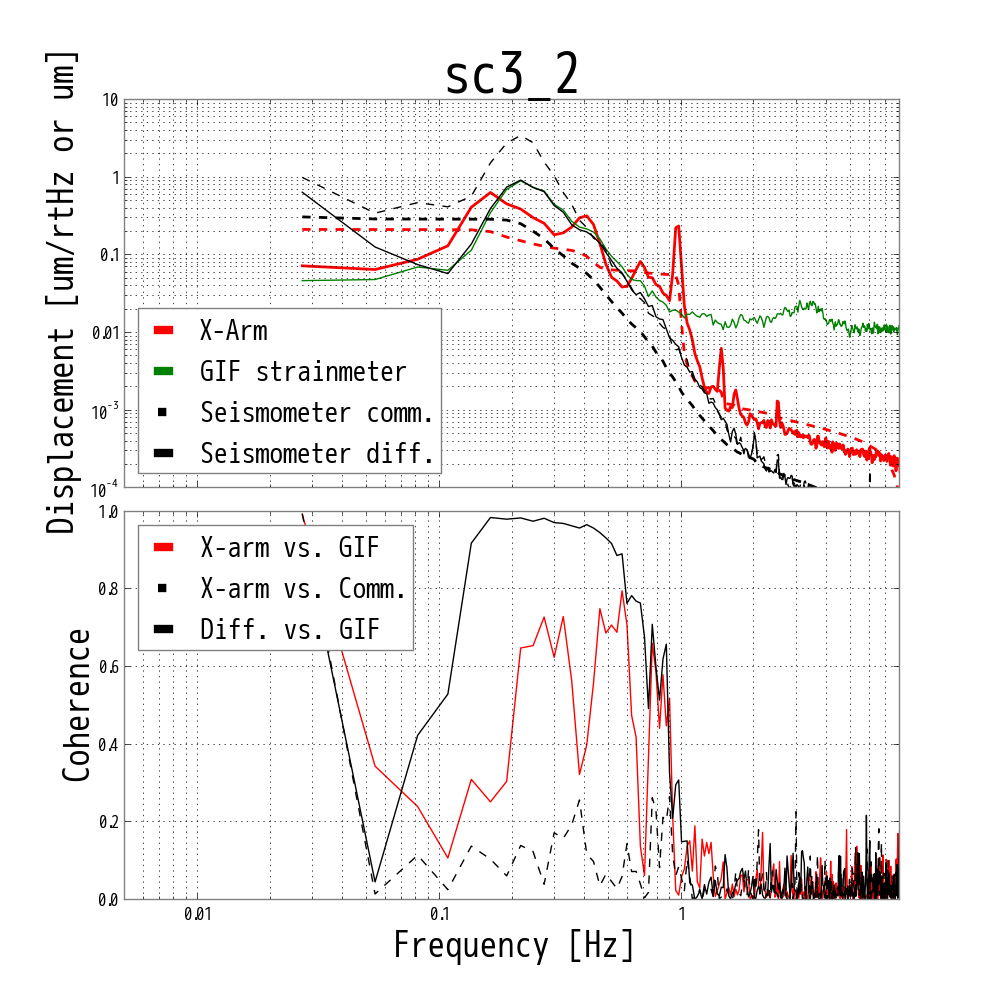 sc3_2
Displacement [um/rtHz or um]
10
1
0.1
0.01
10^-3
10^-4
X-Arm
GIF strainmeter
Seismometer comm.
Seismometer diff.
Coherence
1.0
0.8
0.6
0.4
0.2
0.0
X-arm vs. GIF
X-arm vs. Comm.
Diff. vs. GIF
0.01 0.1 1
Frequency [Hz]